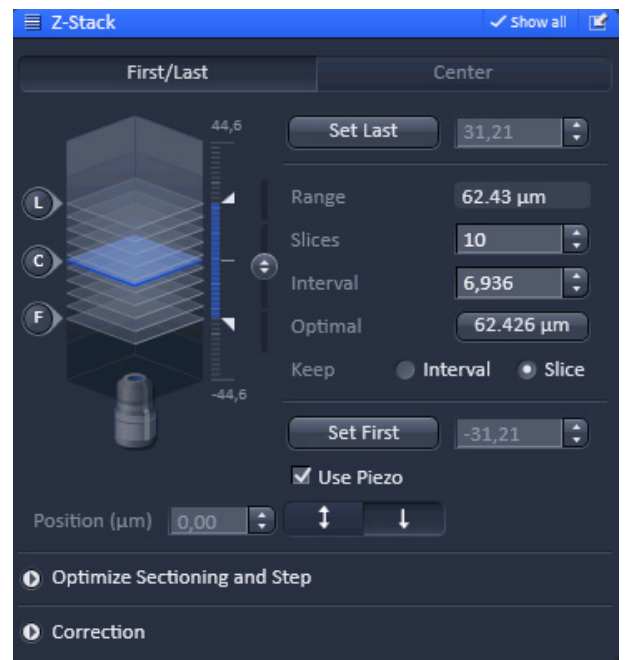 Z-Stack Show all
First/Last Center
44,6 Set Last 31,21
L Range 62.43 μm
Slices 10
C Interval 6,936
F Optimal 62.426 μm
Keep Interval Slice
-44,6
Set First -31,21
Use Piezo
Position (μm) 0,00
Optimize Sectioning and Step
Correction